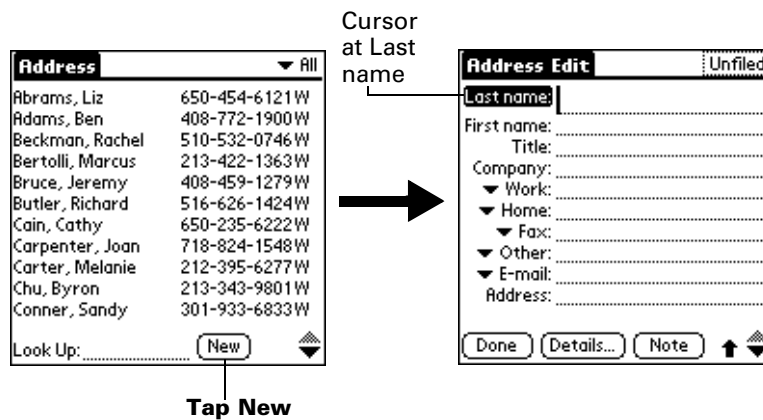 Cursor
at Last
name
Address
All
Abrams, Liz 650-454-6121W
Adams, Ben 408-772-1900W
Beckman, Rachel 510-532-0746W
Bertolli, Marcus 213-422-1363W
Bruce, Jeremy 408-459-1279W
Butler, Richard 516-626-1424W
Cain, Cathy 650-235-6222W
Carpenter, Joan 718-824-1548W
Carter, Melanie 212-395-6277W
Chu, Byron 213-343-9801W
Conner, Sandy 301-933-6833W
Look Up: New
Tap New
Address Edit Unfiled
Last name:
First name:
Title:
Company:
Work:
Home:
Fax:
Other:
E-mail:
Address:
Done Details... Note